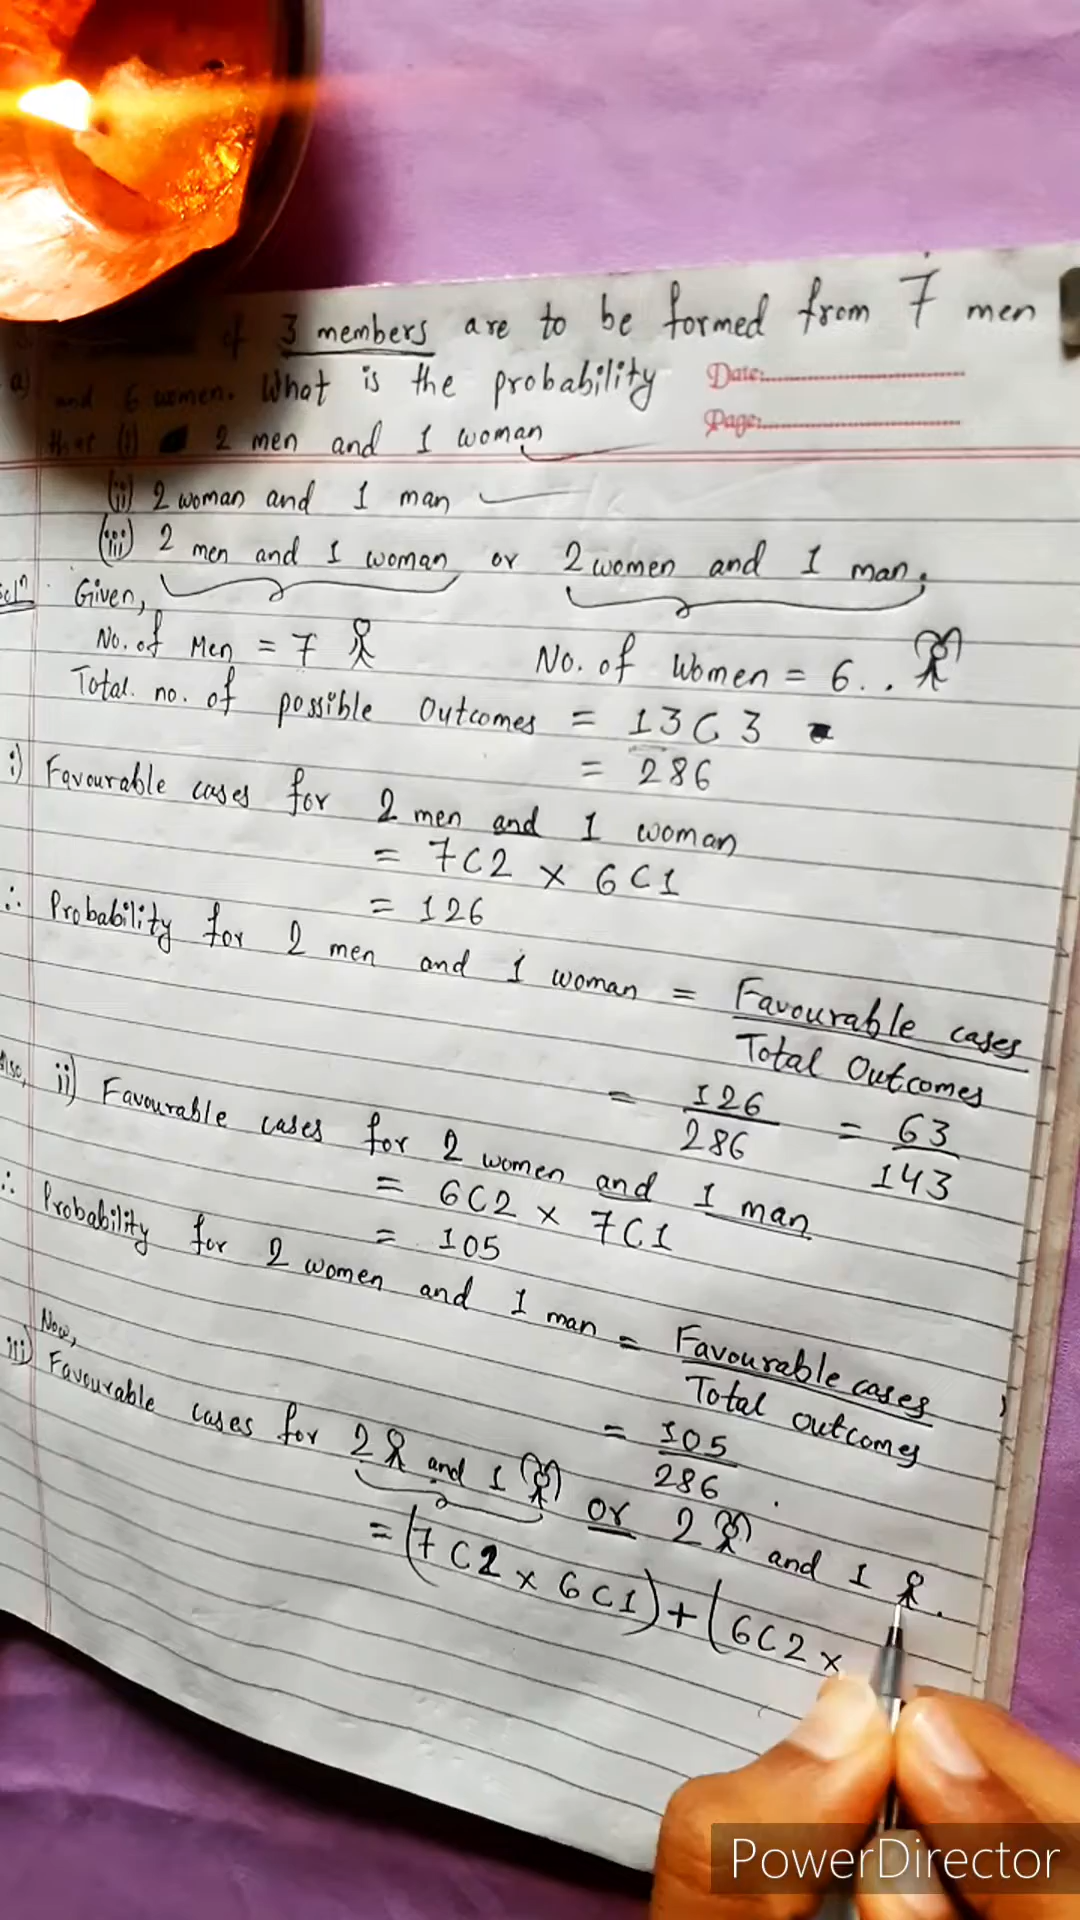 of 3 members are to be formed from 7 men
a) and 6 women. What is the probability
Date:
Page:
that (i) 2 men and 1 woman
(ii) 2 woman and 1 man
(iii) 2 men and 1 woman or 2 women and 1 man.
Solⁿ Given,
No. of Men = 7 No. of Women = 6..
Total. no. of possible Outcomes = 13C3
= 286
i) Favourable cases for 2 men and 1 woman
= 7C2 × 6C1
= 126
∴ Probability for 2 men and 1 woman = Favourable cases
Total Outcomes
= 126/286 = 63/143
Also, ii) Favourable cases for 2 women and 1 man
= 6C2 × 7C1
= 105
∴ Probability for 2 women and 1 man = Favourable cases
Total outcomes
= 105/286.
Now,
iii) Favourable cases for 2 and 1 or 2 and 1.
= (7C2 × 6C1) + (6C2 ×
PowerDirector